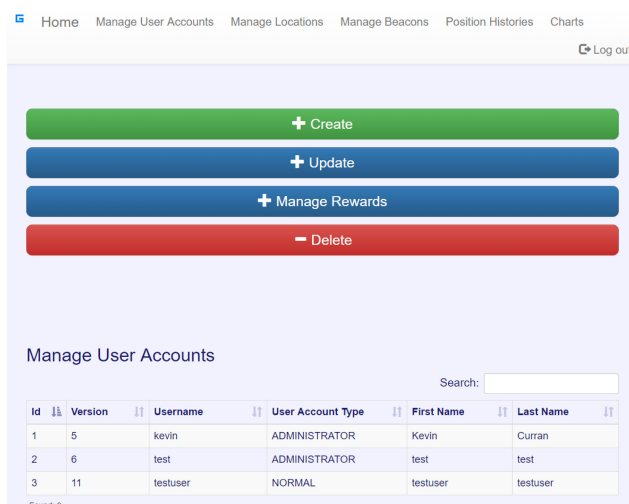 Home Manage User Accounts Manage Locations Manage Beacons Position Histories Charts
Log out
Create
Update
Manage Rewards
Delete
Manage User Accounts
Search:
Id Version Username User Account Type First Name Last Name
1 5 kevin ADMINISTRATOR Kevin Curran
2 6 test ADMINISTRATOR test test
3 11 testuser NORMAL testuser testuser